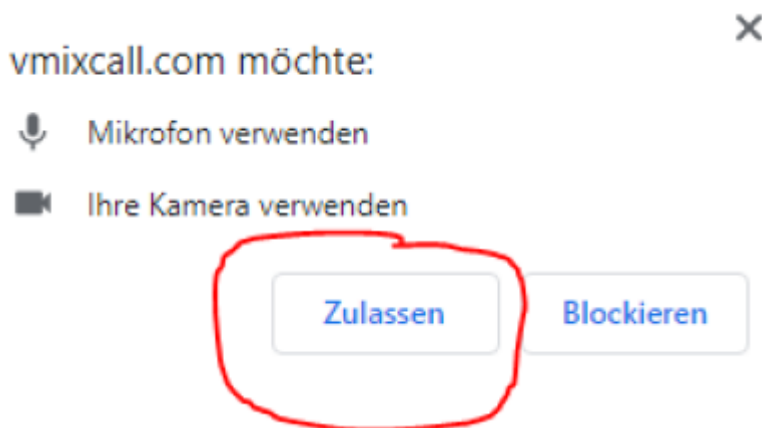 vmixcall.com möchte:
Mikrofon verwenden
Ihre Kamera verwenden
Zulassen Blockieren